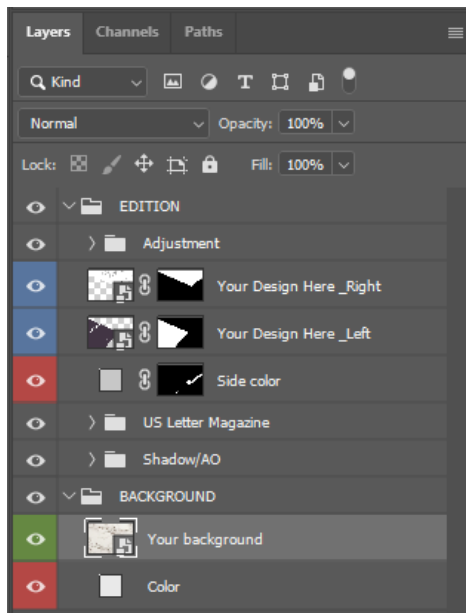 Layers Channels Paths
Kind T
Normal Opacity: 100%
Lock: Fill: 100%
EDITION
Adjustment
Your Design Here _Right
Your Design Here _Left
Side color
US Letter Magazine
Shadow/AO
BACKGROUND
Your background
Color